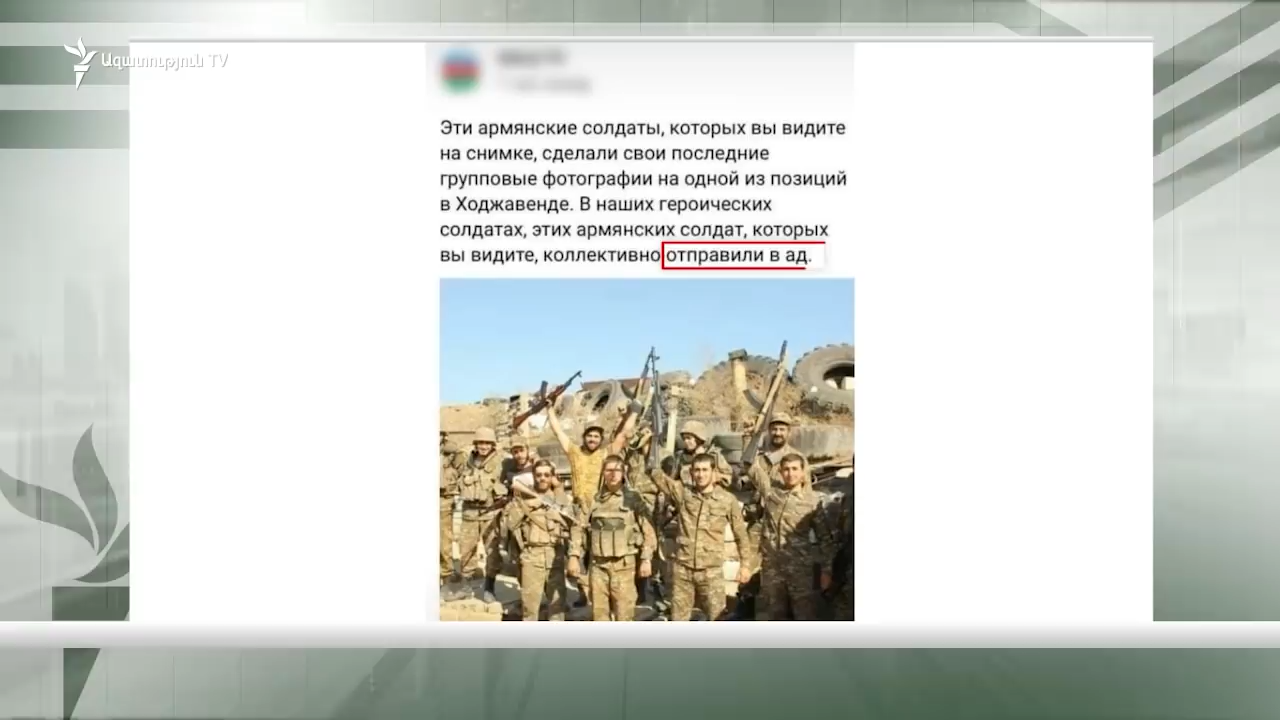 Ազատություն TV
Эти армянские солдаты, которых вы видите
на снимке, сделали свои последние
групповые фотографии на одной из позиций
в Ходжавенде. В наших героических
солдатах, этих армянских солдат, которых
вы видите, коллективно отправили в ад.